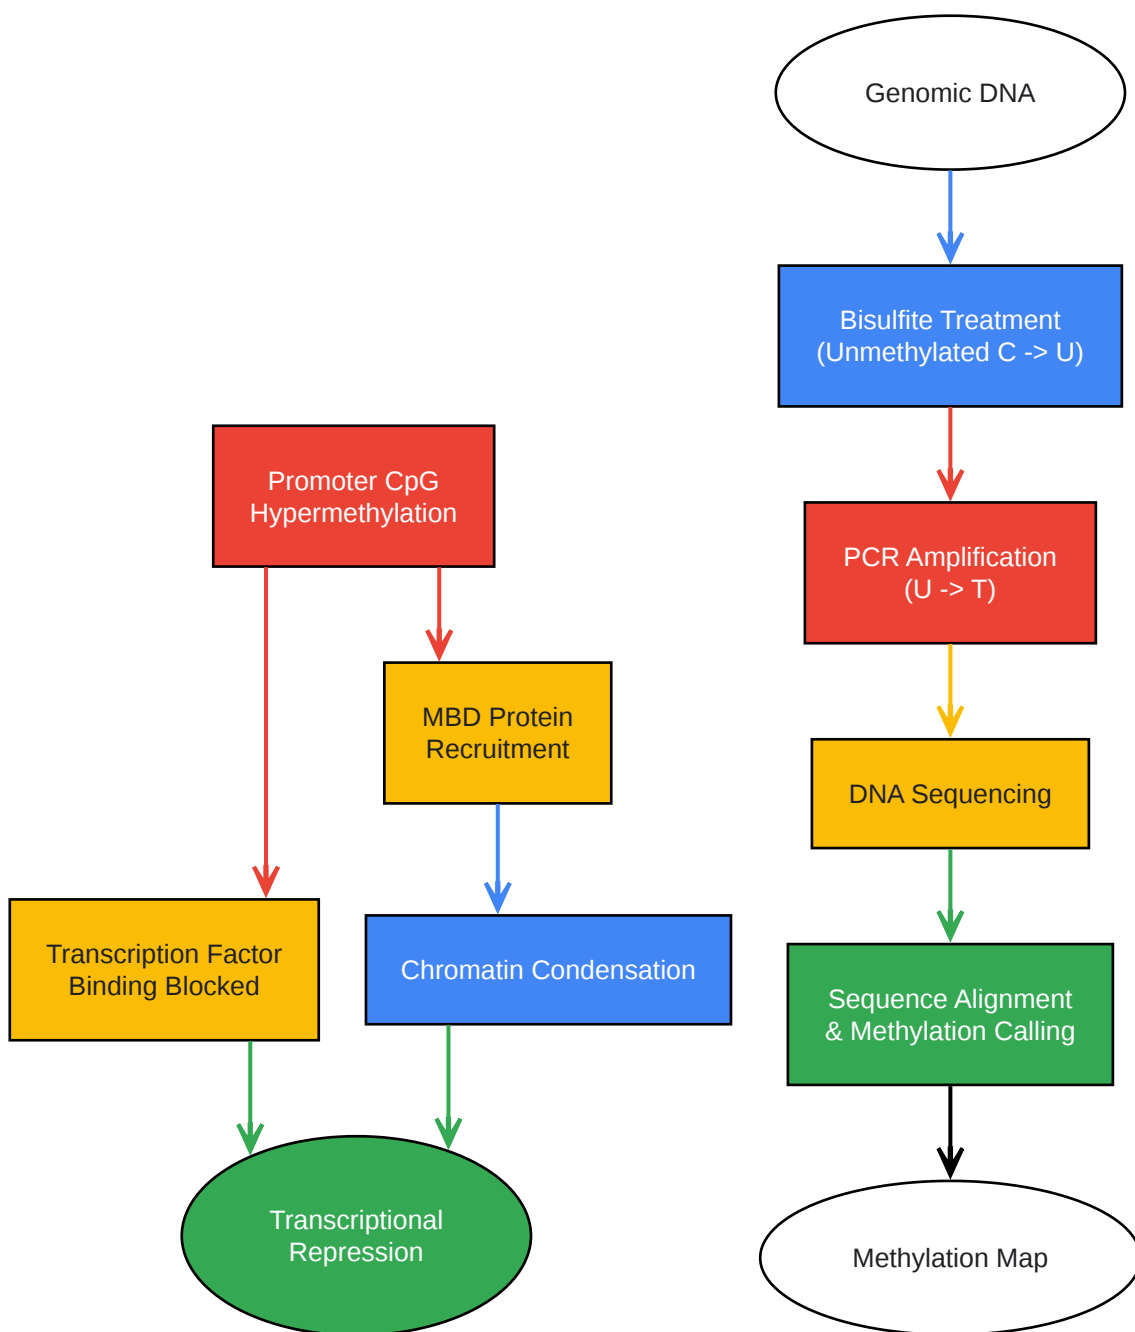 Genomic DNA
Bisulfite Treatment
(Unmethylated C -> U)
Promoter CpG
Hypermethylation
PCR Amplification
(U -> T)
MBD Protein
Recruitment
DNA Sequencing
Transcription Factor
Binding Blocked
Chromatin Condensation
Sequence Alignment
& Methylation Calling
Transcriptional
Repression
Methylation Map